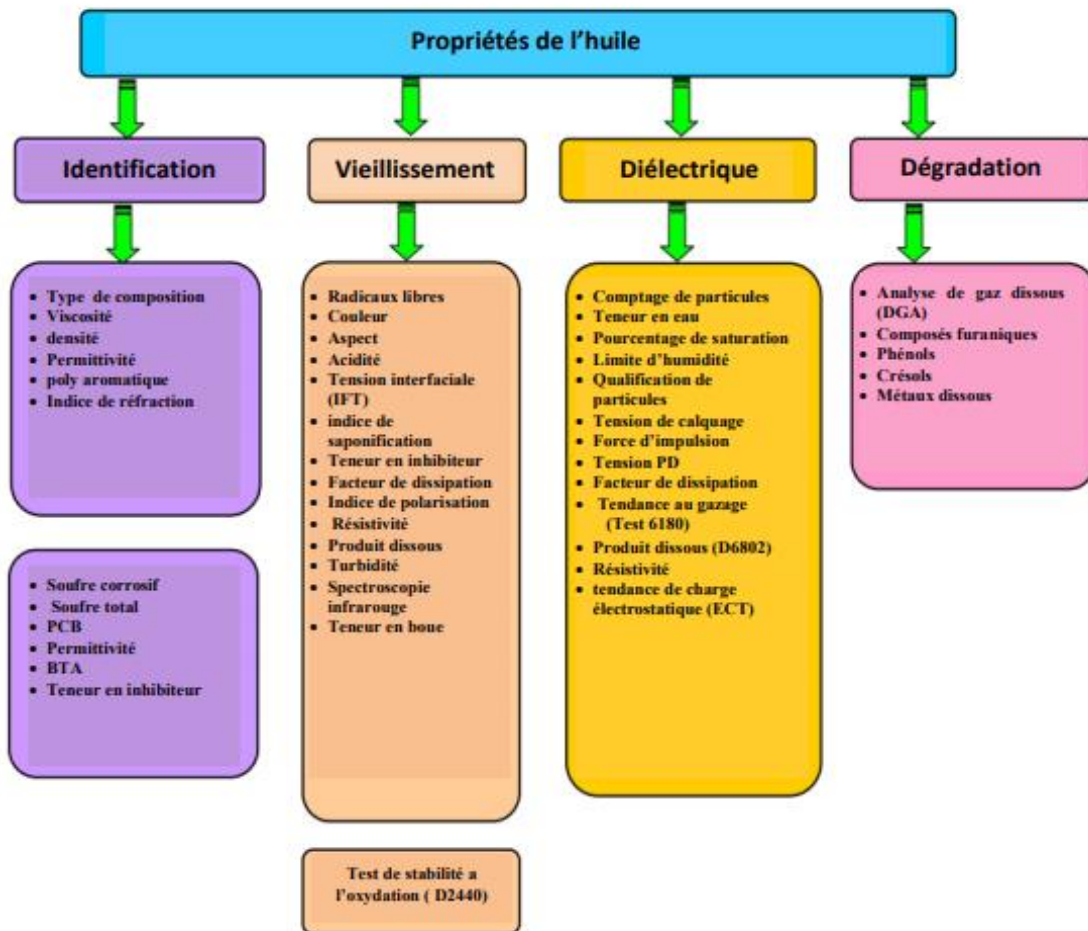 Propriétés de l’huile
Identification
Vieillissement
Diélectrique
Dégradation
• Type de composition
• Viscosité
• densité
• Permittivité
• poly aromatique
• Indice de réfraction
• Soufre corrosif
• Soufre total
• PCB
• Permittivité
• BTA
• Teneur en inhibiteur
• Radicaux libres
• Couleur
• Aspect
• Acidité
• Tension interfaciale
(IFT)
• indice de
saponification
• Teneur en inhibiteur
• Facteur de dissipation
• Indice de polarisation
• Résistivité
• Produit dissous
• Turbidité
• Spectroscopie
infrarouge
• Teneur en boue
Test de stabilité a
l’oxydation ( D2440)
• Comptage de particules
• Teneur en eau
• Pourcentage de saturation
• Limite d’humidité
• Qualification de
particules
• Tension de calquage
• Force d’impulsion
• Tension PD
• Facteur de dissipation
• Tendance au gazage
(Test 6180)
• Produit dissous (D6802)
• Résistivité
• tendance de charge
électrostatique (ECT)
• Analyse de gaz dissous
(DGA)
• Composés furaniques
• Phénols
• Crésols
• Métaux dissous